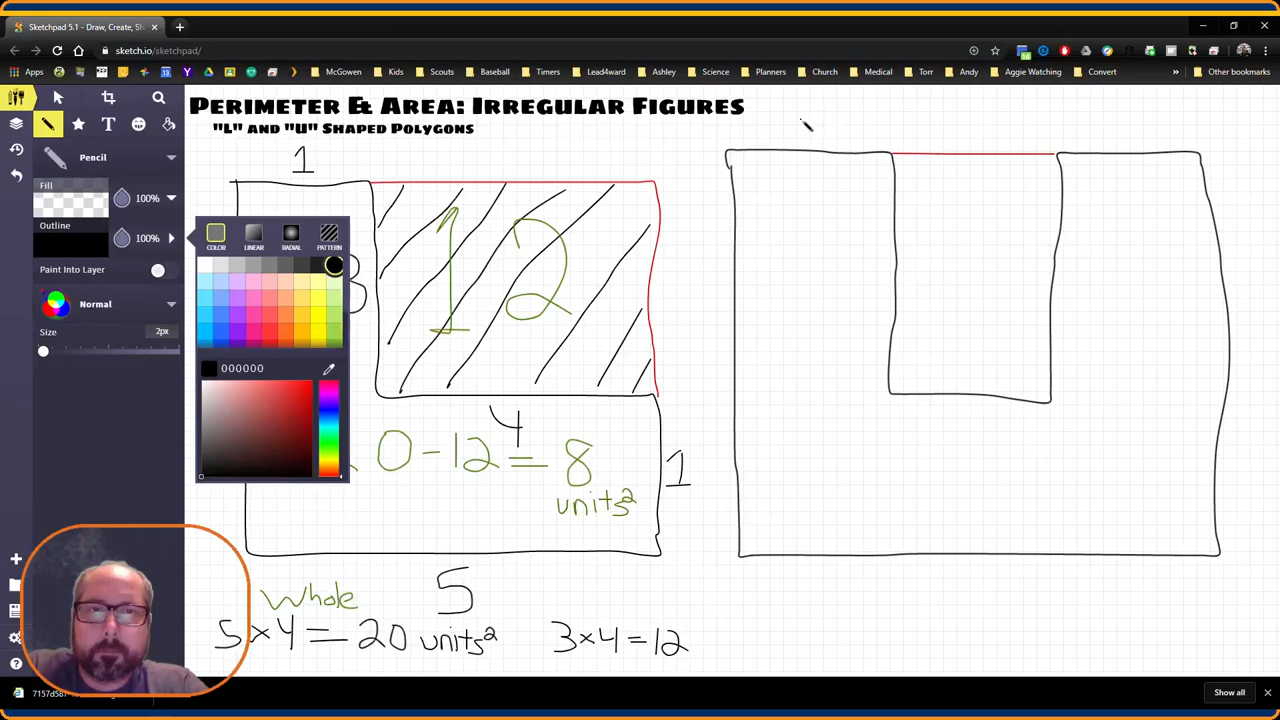 Sketchpad 5.1 - Draw, Create, Sh
sketch.io/sketchpad/
Apps
McGowen
Kids
Scouts
Baseball
Timers
Lead4ward
Ashley
Science
Planners
Church
Medical
Torr
Andy
Aggie Watching
Convert
Other bookmarks
Perimeter & Area: Irregular Figures
"L" and "U" Shaped Polygons
Pencil
Fill
100%
Outline
100%
Paint Into Layer
Normal
Size
2px
COLOR
LINEAR
RADIAL
PATTERN
000000
1
3
12
4
0-12=8
units²
1
5
Whole
5×4=20 units²
3×4=12
Show all